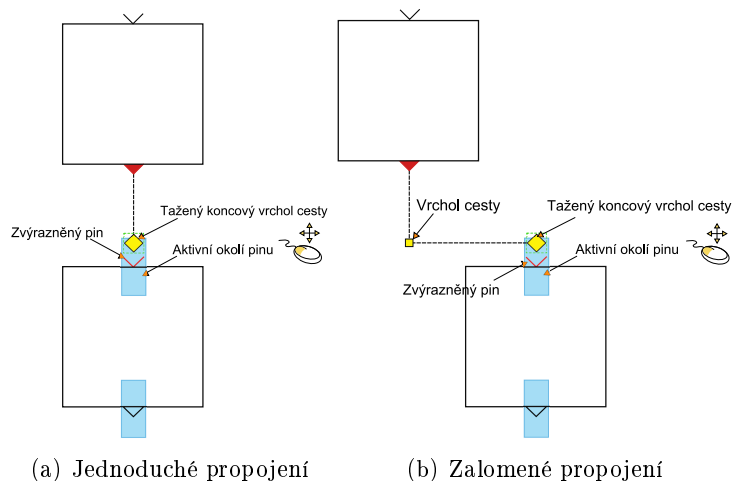 Tažený koncový vrchol cesty
Zvýrazněný pin
Aktivní okolí pinu
(a) Jednoduché propojení
Vrchol cesty
Tažený koncový vrchol cesty
Aktivní okolí pinu
Zvýrazněný pin
(b) Zalomené propojení